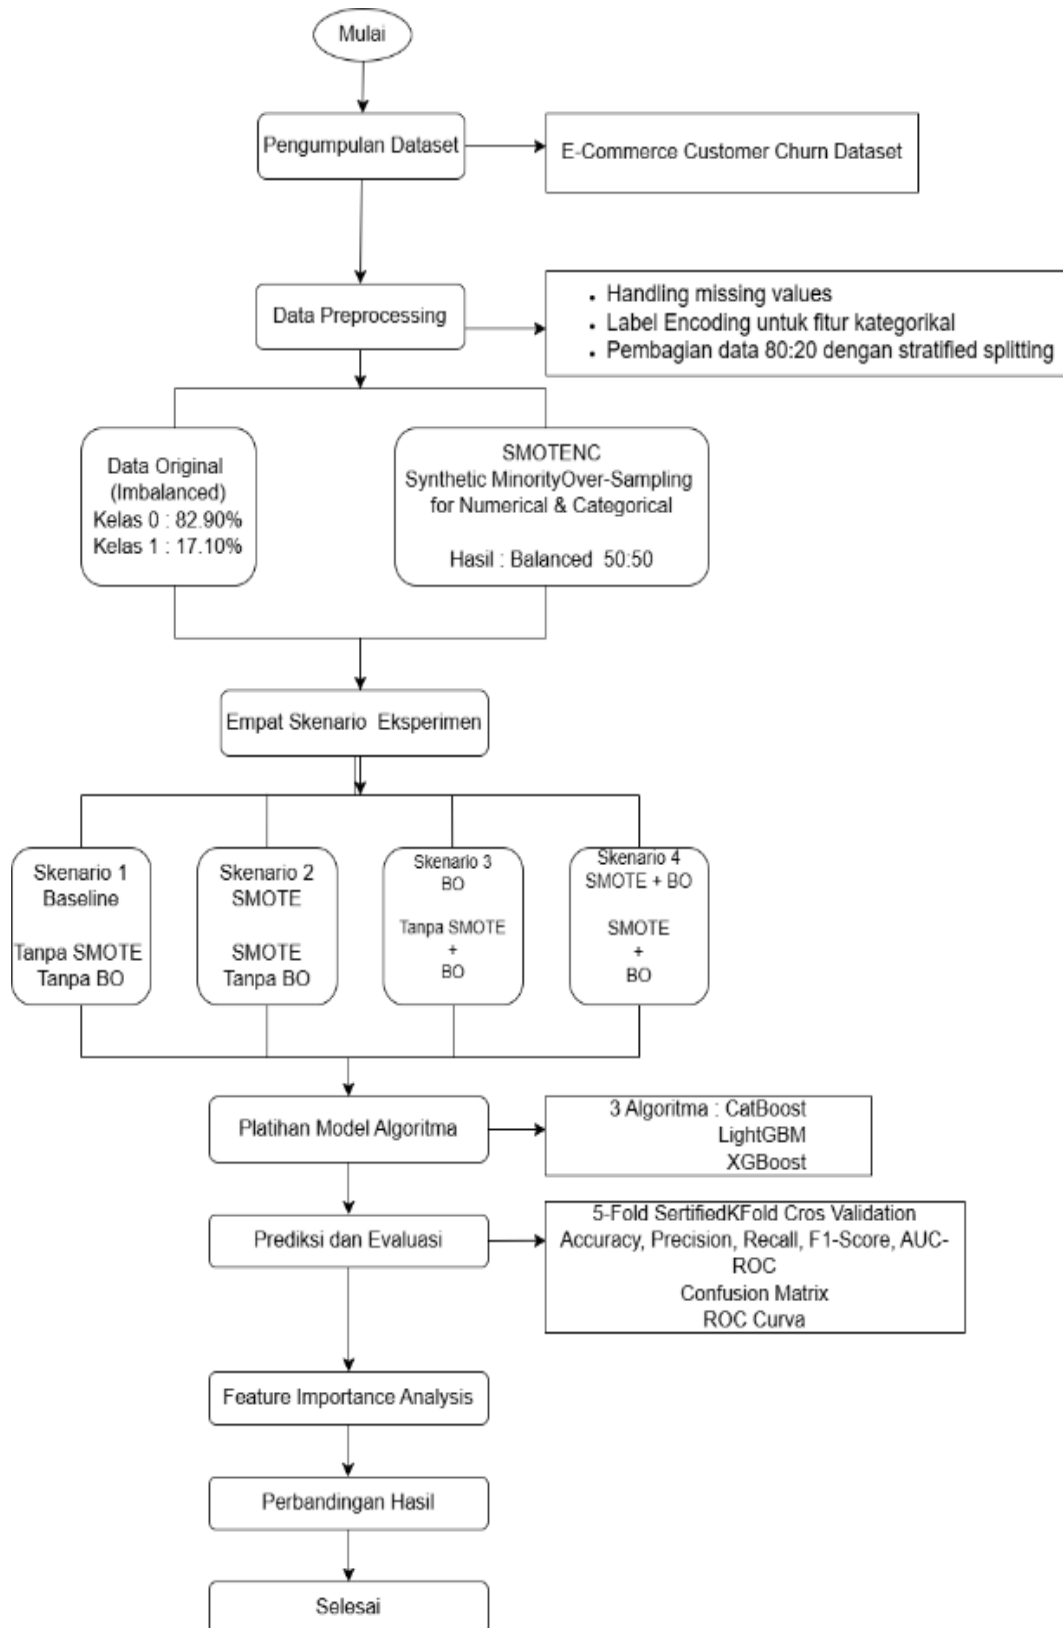 Mulai
Pengumpulan Dataset
E-Commerce Customer Churn Dataset
Data Preprocessing
• Handling missing values
• Label Encoding untuk fitur kategorikal
• Pembagian data 80:20 dengan stratified splitting
Data Original
(Imbalanced)
Kelas 0 : 82.90%
Kelas 1 : 17.10%
SMOTENC
Synthetic MinorityOver-Sampling
for Numerical & Categorical
Hasil : Balanced 50:50
Empat Skenario Eksperimen
Skenario 1
Baseline
Tanpa SMOTE
Tanpa BO
Skenario 2
SMOTE
SMOTE
Tanpa BO
Skenario 3
BO
Tanpa SMOTE
+
BO
Skenario 4
SMOTE + BO
SMOTE
+
BO
Platihan Model Algoritma
3 Algoritma : CatBoost
LightGBM
XGBoost
Prediksi dan Evaluasi
5-Fold SertifiedKFold Cros Validation
Accuracy, Precision, Recall, F1-Score, AUC-
ROC
Confusion Matrix
ROC Curva
Feature Importance Analysis
Perbandingan Hasil
Selesai